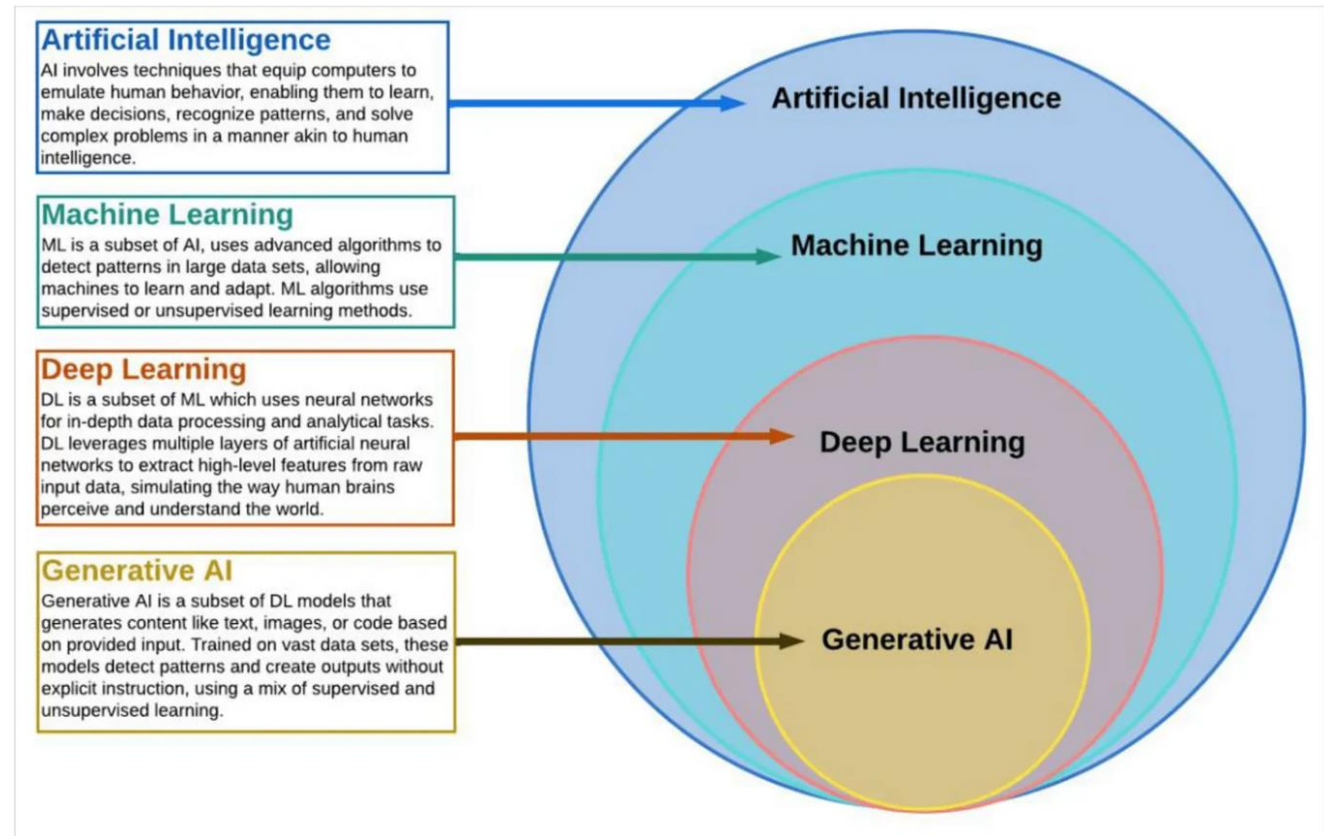 Artificial Intelligence
AI involves techniques that equip computers to
emulate human behavior, enabling them to learn,
make decisions, recognize patterns, and solve
complex problems in a manner akin to human
intelligence.
Machine Learning
ML is a subset of AI, uses advanced algorithms to
detect patterns in large data sets, allowing
machines to learn and adapt. ML algorithms use
supervised or unsupervised learning methods.
Deep Learning
DL is a subset of ML which uses neural networks
for in-depth data processing and analytical tasks.
DL leverages multiple layers of artificial neural
networks to extract high-level features from raw
input data, simulating the way human brains
perceive and understand the world.
Generative AI
Generative AI is a subset of DL models that
generates content like text, images, or code based
on provided input. Trained on vast data sets, these
models detect patterns and create outputs without
explicit instruction, using a mix of supervised and
unsupervised learning.
Artificial Intelligence
Machine Learning
Deep Learning
Generative AI